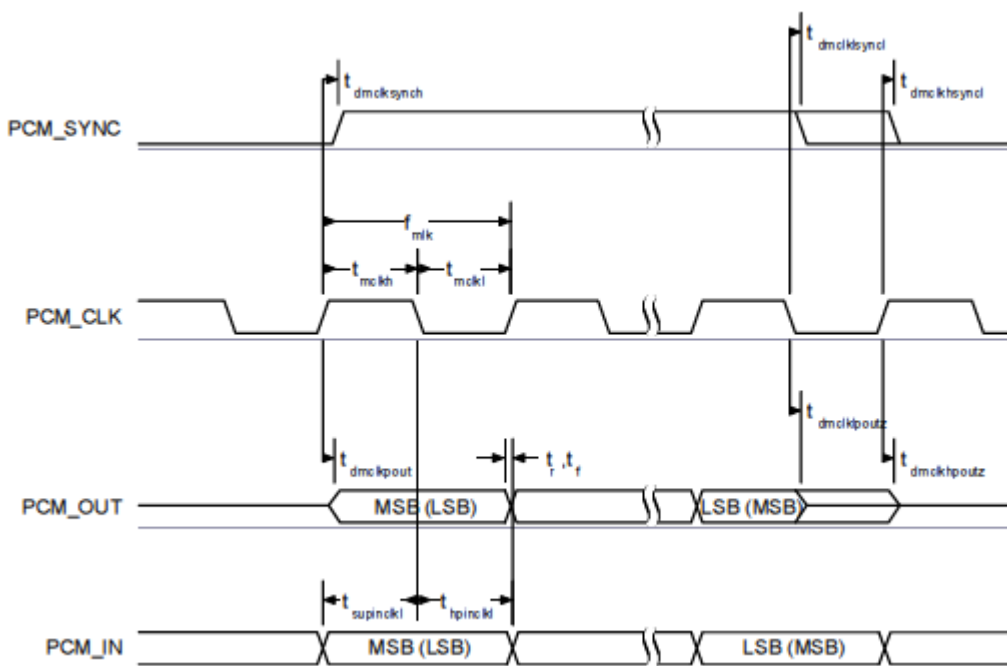 t dmclklsyncl
t dmclksynch
t dmclkhsyncl
PCM_SYNC
f mlk
t mclkh
t mclkl
PCM_CLK
t dmclklpoutz
t dmclkpout
t r ,t f
t dmclkhpoutz
PCM_OUT
MSB (LSB)
LSB (MSB)
t supinclkl
t hpinclkl
PCM_IN
MSB (LSB)
LSB (MSB)